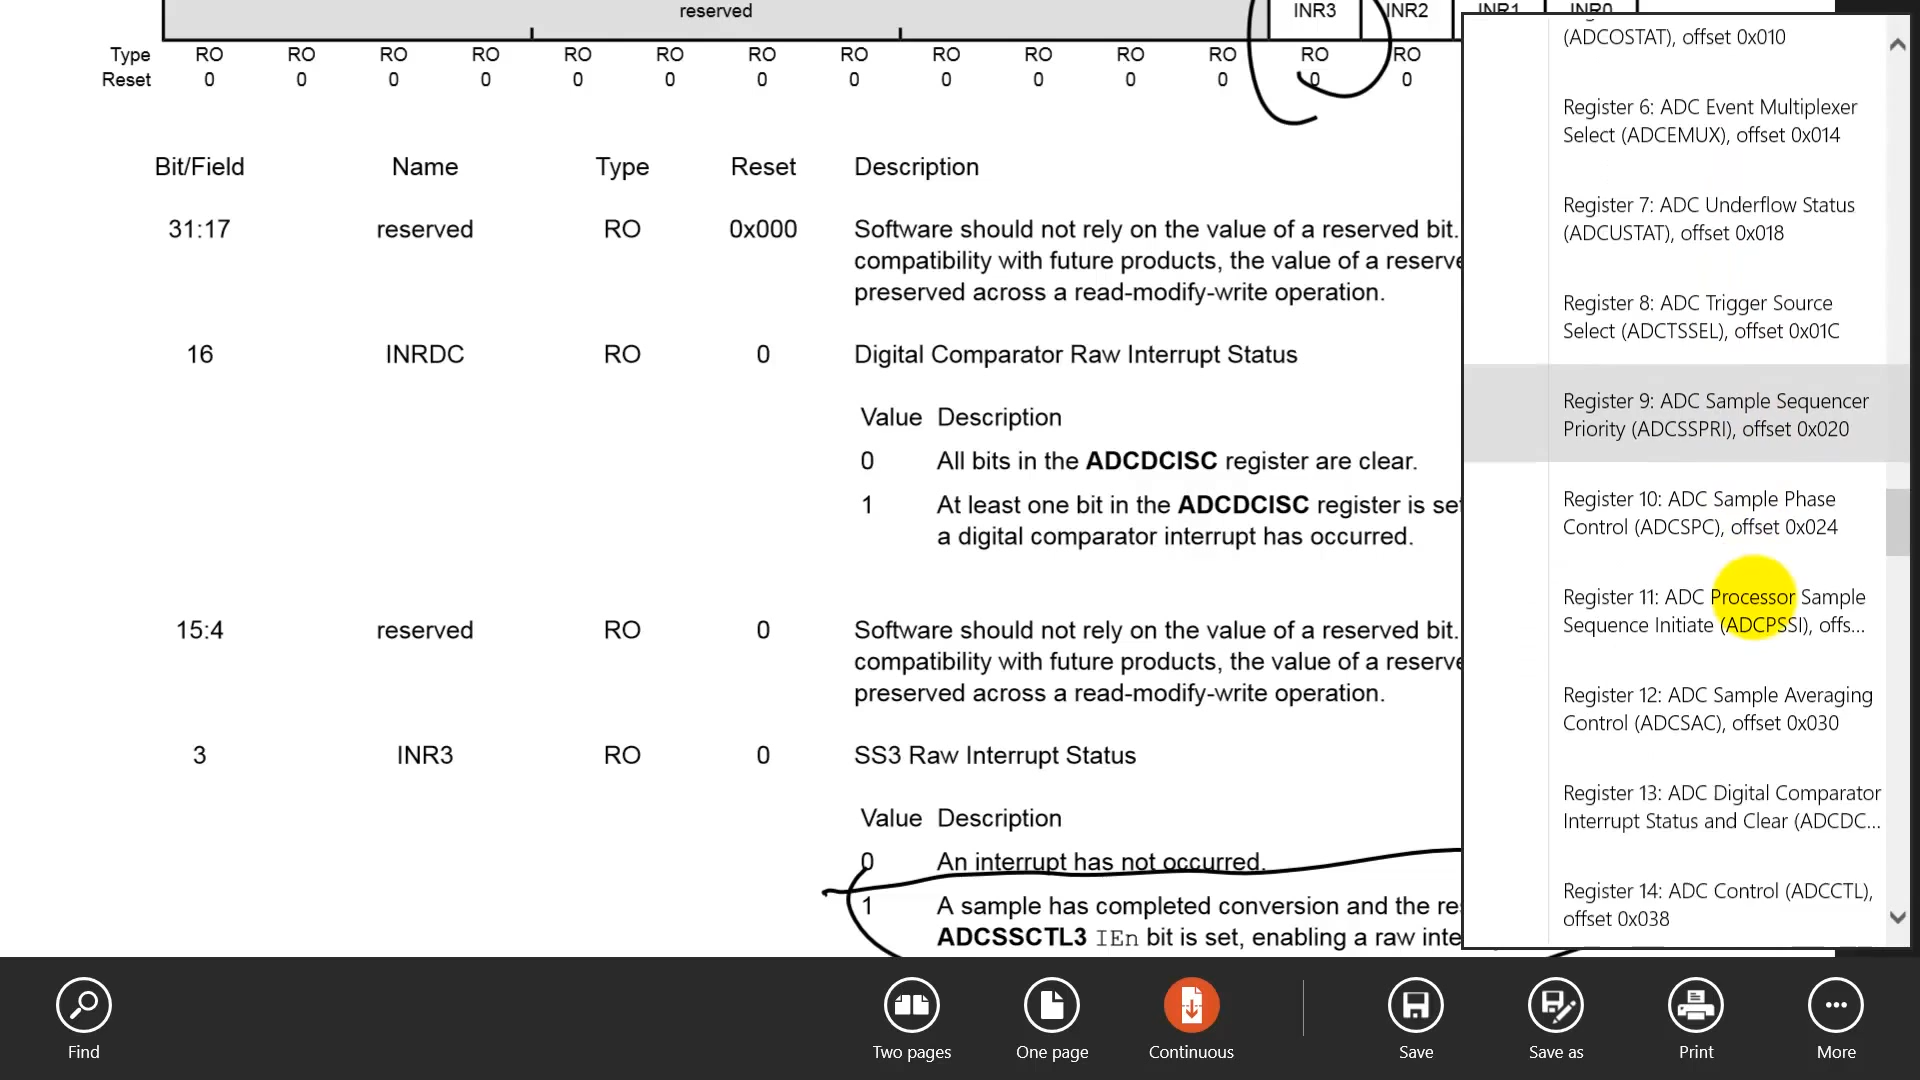 reserved INR3 INR2 INR1 INR0
Type RO RO RO RO RO RO RO RO RO RO RO RO RO RO
Reset 0 0 0 0 0 0 0 0 0 0 0 0 0 0
Bit/Field Name Type Reset Description
31:17 reserved RO 0x000 Software should not rely on the value of a reserved bit.
compatibility with future products, the value of a reserve
preserved across a read-modify-write operation.
16 INRDC RO 0 Digital Comparator Raw Interrupt Status
Value Description
0 All bits in the ADCDCISC register are clear.
1 At least one bit in the ADCDCISC register is set
a digital comparator interrupt has occurred.
15:4 reserved RO 0 Software should not rely on the value of a reserved bit.
compatibility with future products, the value of a reserve
preserved across a read-modify-write operation.
3 INR3 RO 0 SS3 Raw Interrupt Status
Value Description
0 An interrupt has not occurred.
1 A sample has completed conversion and the re
ADCSSCTL3 IEn bit is set, enabling a raw inte
(ADCOSTAT), offset 0x010
Register 6: ADC Event Multiplexer
Select (ADCEMUX), offset 0x014
Register 7: ADC Underflow Status
(ADCUSTAT), offset 0x018
Register 8: ADC Trigger Source
Select (ADCTSSEL), offset 0x01C
Register 9: ADC Sample Sequencer
Priority (ADCSSPRI), offset 0x020
Register 10: ADC Sample Phase
Control (ADCSPC), offset 0x024
Register 11: ADC Processor Sample
Sequence Initiate (ADCPSSI), offs...
Register 12: ADC Sample Averaging
Control (ADCSAC), offset 0x030
Register 13: ADC Digital Comparator
Interrupt Status and Clear (ADCDC...
Register 14: ADC Control (ADCCTL),
offset 0x038
Find Two pages One page Continuous Save Save as Print More